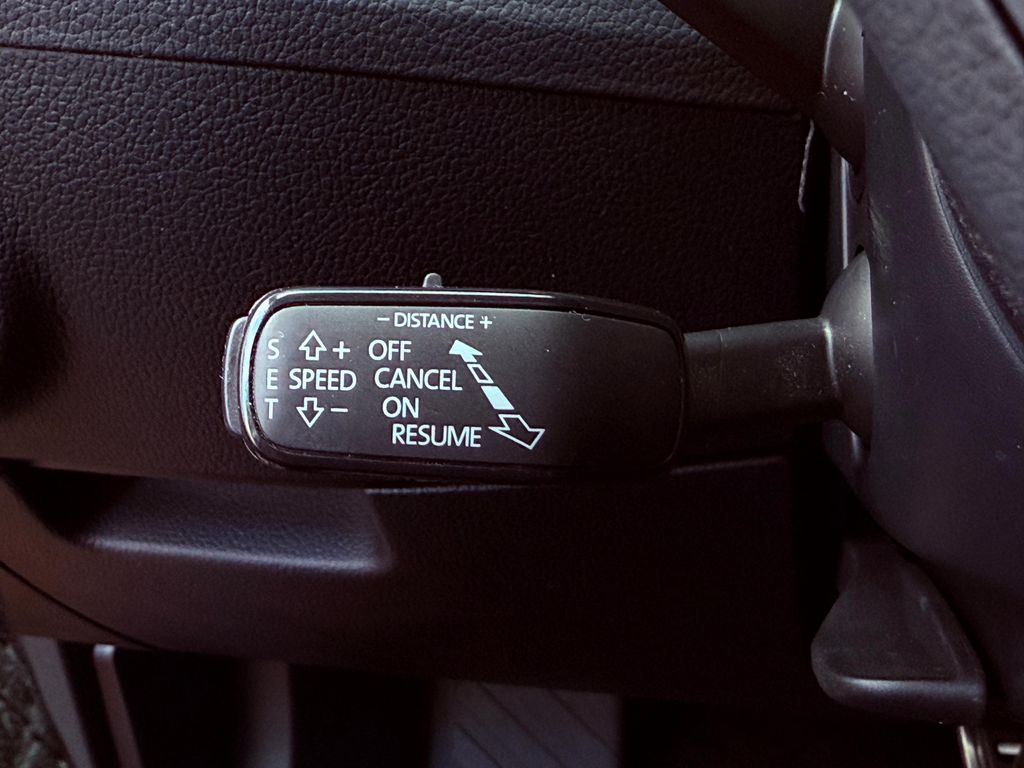 − DISTANCE +
S + OFF
E SPEED CANCEL
T − ON
RESUME